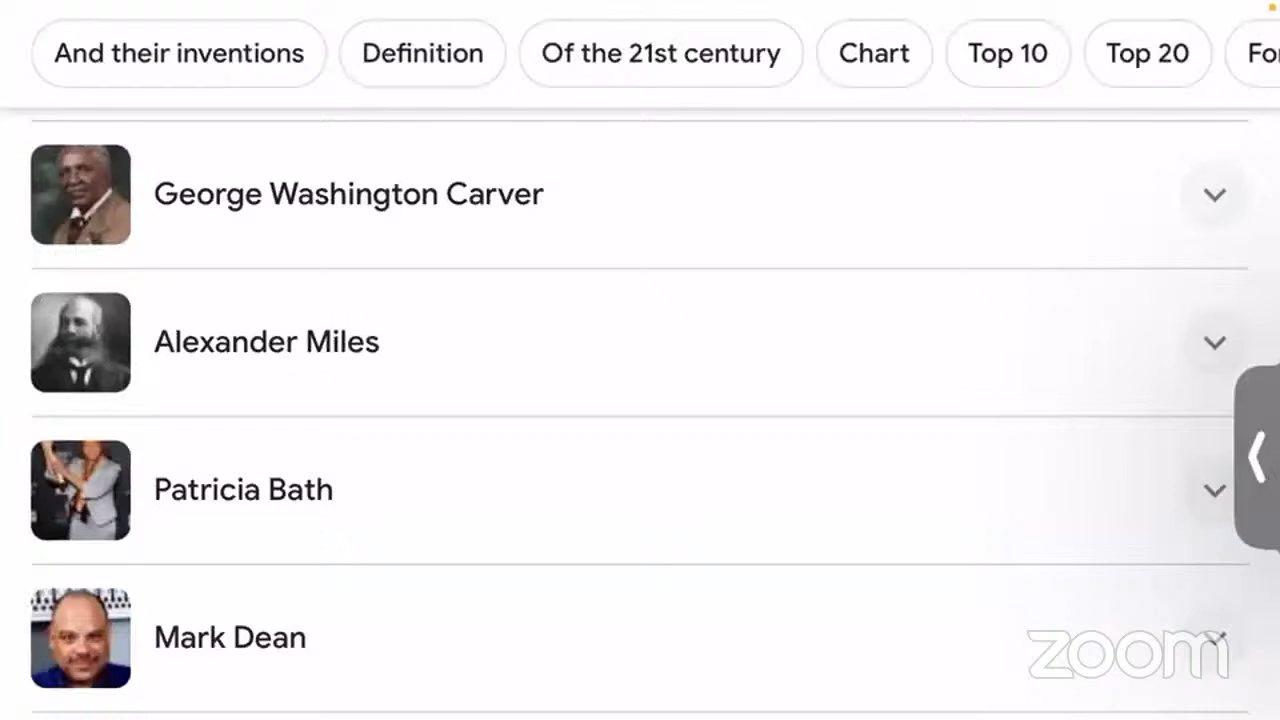 And their inventions Definition Of the 21st century Chart Top 10 Top 20
George Washington Carver
Alexander Miles
Patricia Bath
Mark Dean
zoom